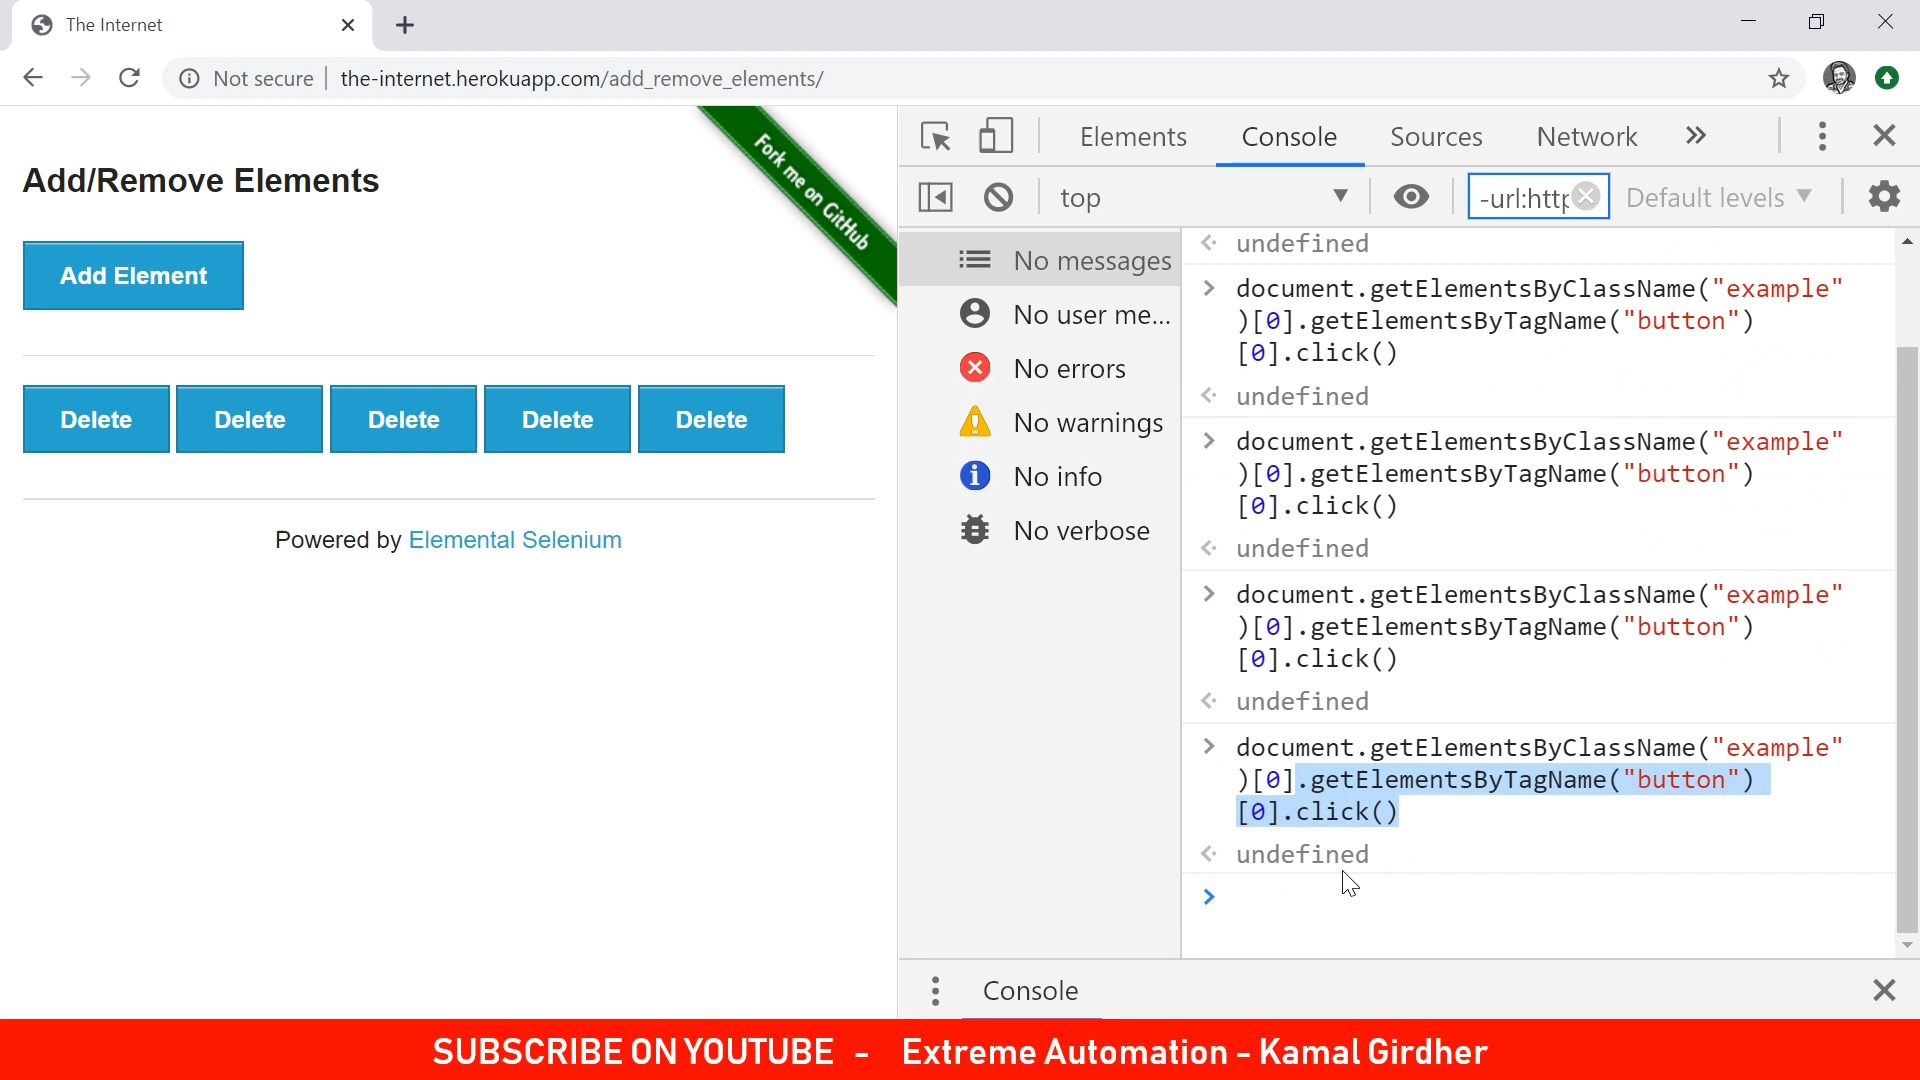 The Internet
Not secure | the-internet.herokuapp.com/add_remove_elements/
Add/Remove Elements
Fork me on GitHub
Add Element
Delete Delete Delete Delete Delete
Powered by Elemental Selenium
Elements Console Sources Network
top
-url:http
Default levels
No messages
No user me...
No errors
No warnings
No info
No verbose
undefined
document.getElementsByClassName("example"
)[0].getElementsByTagName("button")
[0].click()
undefined
document.getElementsByClassName("example"
)[0].getElementsByTagName("button")
[0].click()
undefined
document.getElementsByClassName("example"
)[0].getElementsByTagName("button")
[0].click()
undefined
document.getElementsByClassName("example"
)[0].getElementsByTagName("button")
[0].click()
undefined
Console
SUBSCRIBE ON YOUTUBE - Extreme Automation - Kamal Girdher